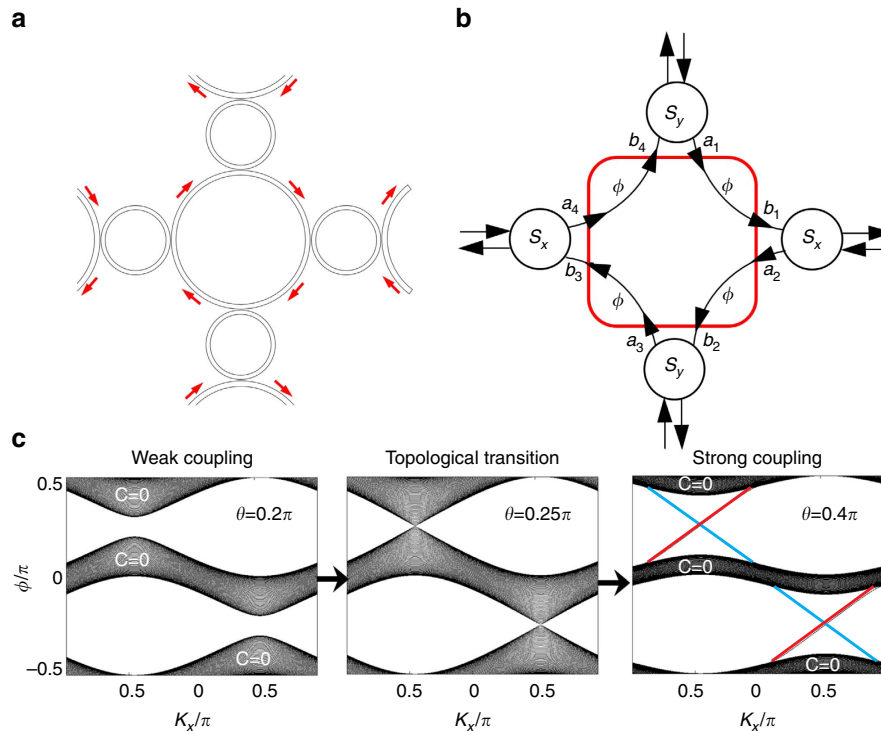 a
b
S_y
b_4
a_1
ϕ
ϕ
a_4
b_1
S_x
S_x
b_3
a_2
ϕ
ϕ
a_3
b_2
S_y
c
Weak coupling
Topological transition
Strong coupling
0.5
C=0
θ=0.2π
θ=0.25π
C=0
θ=0.4π
C=0
ϕ/π
0
C=0
C=0
−0.5
C=0
0.5
0
0.5
0.5
0
0.5
0.5
0
0.5
K_x/π
K_x/π
K_x/π